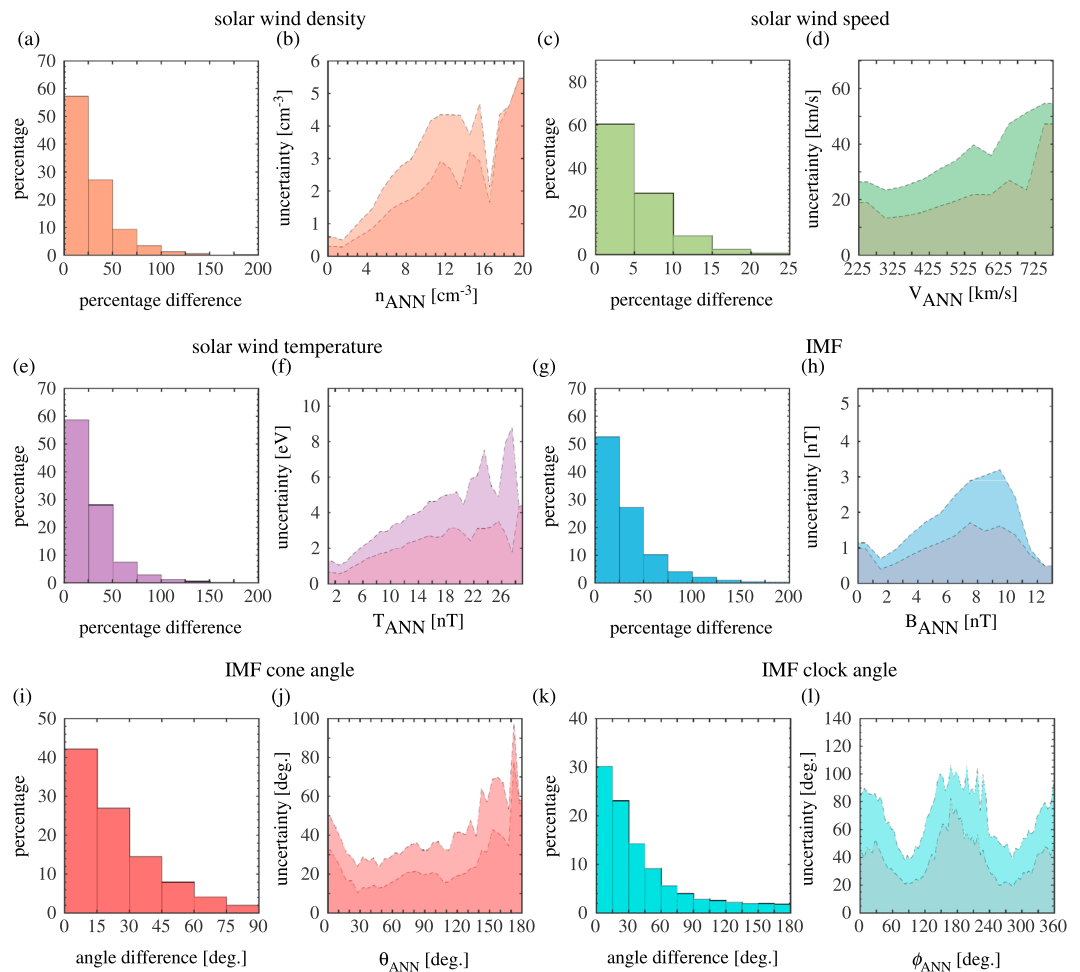 solar wind density
solar wind speed
(a)
(b)
(c)
(d)
percentage
70
60
50
40
30
20
10
0
0 50 100 150 200
percentage difference
uncertainty [cm-3]
6
5
4
3
2
1
0
0 4 8 12 16 20
nANN [cm-3]
percentage
80
60
40
20
0
0 5 10 15 20 25
percentage difference
uncertainty [km/s]
60
40
20
0
225 325 425 525 625 725
VANN [km/s]
solar wind temperature
IMF
(e)
(f)
(g)
(h)
percentage
70
60
50
40
30
20
10
0
0 50 100 150 200
percentage difference
uncertainty [eV]
10
8
6
4
2
0
2 6 10 14 18 22 26
TANN [nT]
percentage
70
60
50
40
30
20
10
0
0 50 100 150 200
percentage difference
uncertainty [nT]
5
4
3
2
1
0
0 2 4 6 8 10 12
BANN [nT]
IMF cone angle
IMF clock angle
(i)
(j)
(k)
(l)
percentage
50
40
30
20
10
0
0 15 30 45 60 75 90
angle difference [deg.]
uncertainty [deg.]
100
80
60
40
20
0
0 50 100 150 200
θANN [deg.]
percentage
40
30
20
10
0
0 30 60 90 120 150 180
angle difference [deg.]
uncertainty [deg.]
140
120
100
80
60
40
20
0
0 60 120 180 240 300 360
ϕANN [deg.]